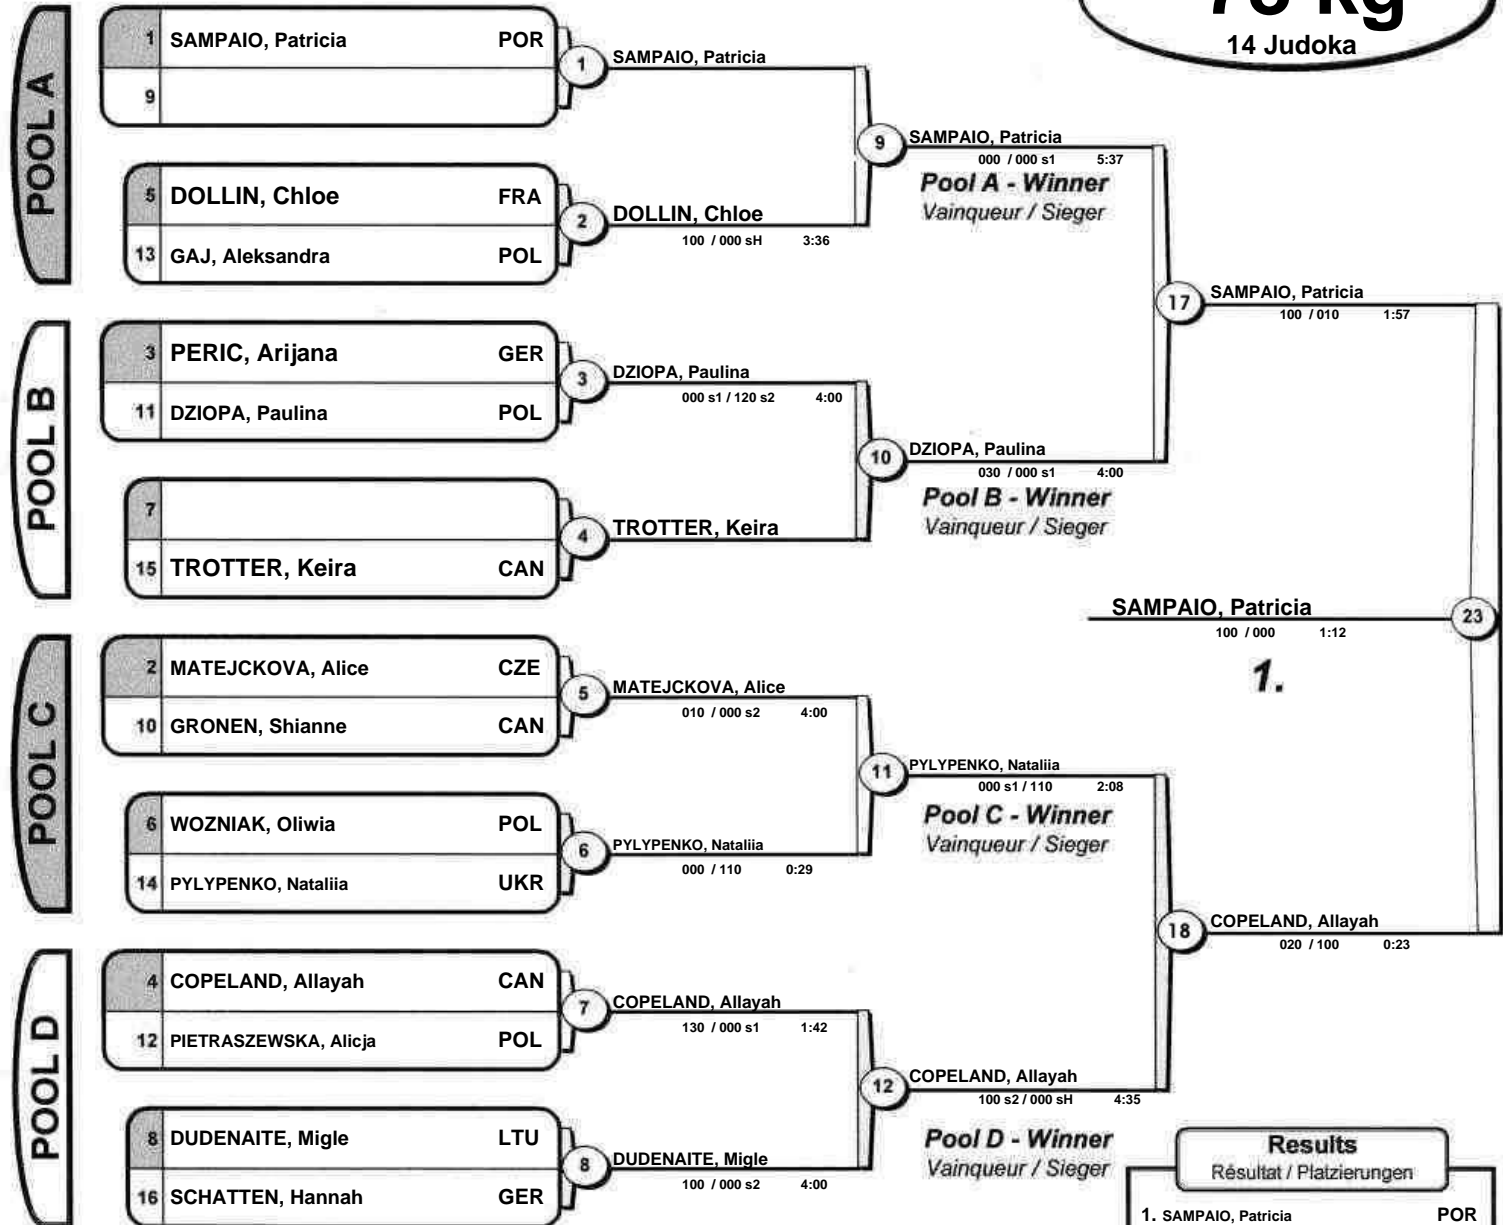 14 Judoka
POOL A
1 SAMPAIO, Patricia POR
9
1 SAMPAIO, Patricia
5 DOLLIN, Chloe FRA
13 GAJ, Aleksandra POL
2 DOLLIN, Chloe
100 / 000 sH 3:36
9 SAMPAIO, Patricia
000 / 000 s1 5:37
Pool A - Winner
Vainqueur / Sieger
POOL B
3 PERIC, Arijana GER
11 DZIOPA, Paulina POL
3 DZIOPA, Paulina
000 s1 / 120 s2 4:00
7
15 TROTTER, Keira CAN
4 TROTTER, Keira
10 DZIOPA, Paulina
030 / 000 s1 4:00
Pool B - Winner
Vainqueur / Sieger
17 SAMPAIO, Patricia
100 / 010 1:57
SAMPAIO, Patricia 23
100 / 000 1:12
1.
POOL C
2 MATEJCKOVA, Alice CZE
10 GRONEN, Shianne CAN
5 MATEJCKOVA, Alice
010 / 000 s2 4:00
6 WOZNIAK, Oliwia POL
14 PYLYPENKO, Nataliia UKR
6 PYLYPENKO, Nataliia
000 / 110 0:29
11 PYLYPENKO, Nataliia
000 s1 / 110 2:08
Pool C - Winner
Vainqueur / Sieger
18 COPELAND, Allayah
020 / 100 0:23
POOL D
4 COPELAND, Allayah CAN
12 PIETRASZEWSKA, Alicja POL
7 COPELAND, Allayah
130 / 000 s1 1:42
8 DUDENAITE, Migle LTU
16 SCHATTEN, Hannah GER
8 DUDENAITE, Migle
100 / 000 s2 4:00
12 COPELAND, Allayah
100 s2 / 000 sH 4:35
Pool D - Winner
Vainqueur / Sieger
Results
Résultat / Platzierungen
1. SAMPAIO, Patricia POR